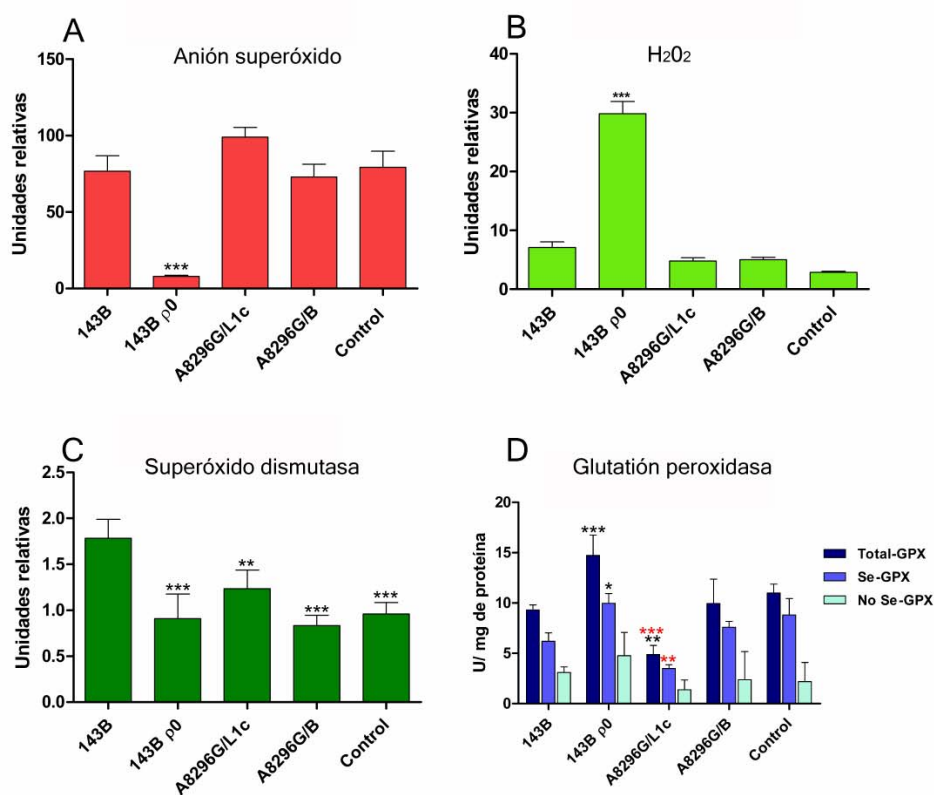 A
Anión superóxido
Unidades relativas
150
100
50
0
143B
143B ρ0
A8296G/L1c
A8296G/B
Control
***
B
H₂0₂
Unidades relativas
40
30
20
10
0
143B
143B ρ0
A8296G/L1c
A8296G/B
Control
***
C
Superóxido dismutasa
Unidades relativas
2.5
2.0
1.5
1.0
0.5
0.0
143B
143B ρ0
A8296G/L1c
A8296G/B
Control
***
**
***
***
D
Glutatión peroxidasa
U/ mg de proteína
20
15
10
5
0
143B
143B ρ0
A8296G/L1c
A8296G/B
Control
***
*
***
**
**
Total-GPX
Se-GPX
No Se-GPX